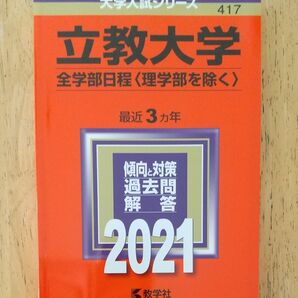 大学入試シリーズ
417
立教大学
全学部日程〈理学部を除く〉
最近3カ年
傾向と対策
過去問
解答
2021
教学社